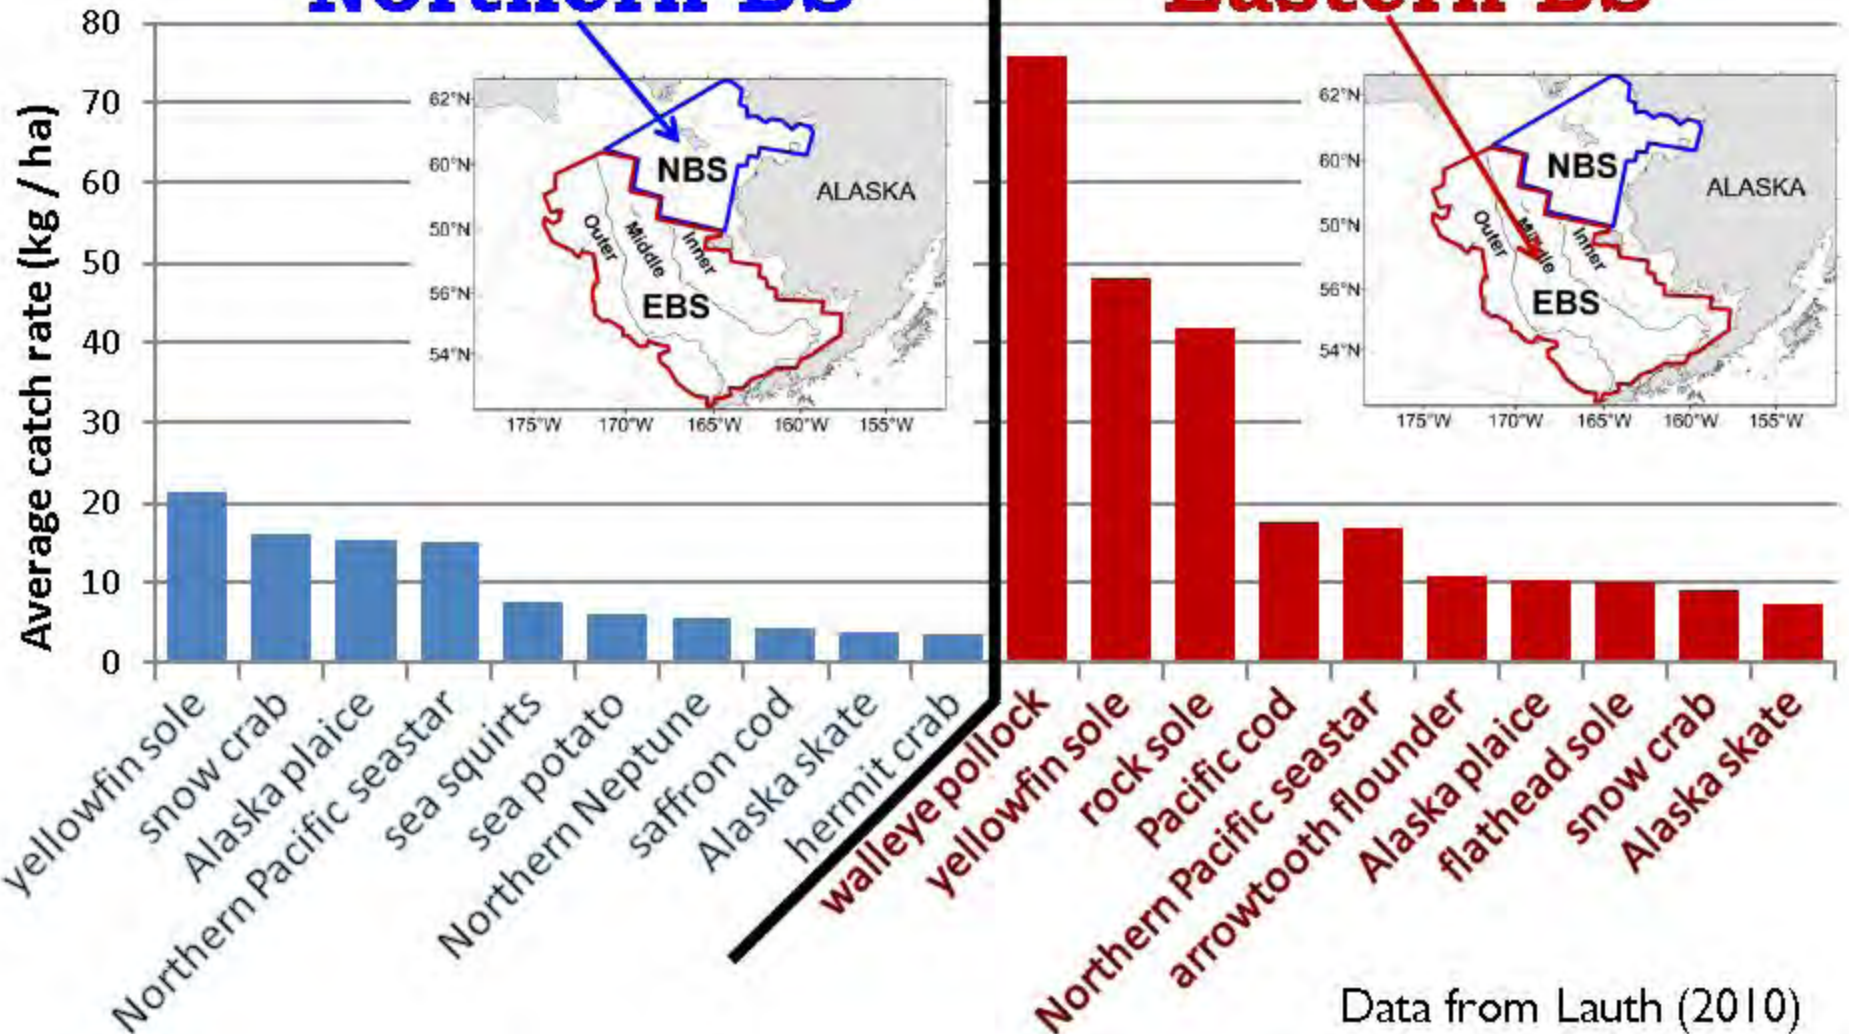 Northern BS
Eastern BS
Average catch rate (kg / ha)
80
70
60
50
40
30
20
10
0
62°N
60°N
58°N
56°N
54°N
175°W
170°W
165°W
160°W
155°W
NBS
ALASKA
Outer
Middle
Inner
EBS
62°N
60°N
58°N
56°N
54°N
175°W
170°W
165°W
160°W
155°W
NBS
ALASKA
Outer
Middle
Inner
EBS
yellowfin sole
snow crab
Alaska plaice
Northern Pacific seastar
sea squirts
sea potato
Northern Neptune
saffron cod
Alaska skate
hermit crab
walleye pollock
yellowfin sole
rock sole
Pacific cod
Northern Pacific seastar
arrowtooth flounder
Alaska plaice
flathead sole
snow crab
Alaska skate
Data from Lauth (2010)